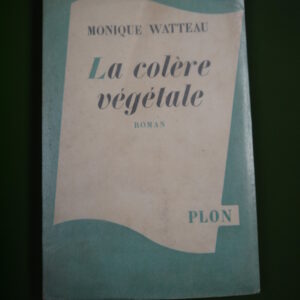 MONIQUE WATTEAU
La colère
végétale
ROMAN
PLON